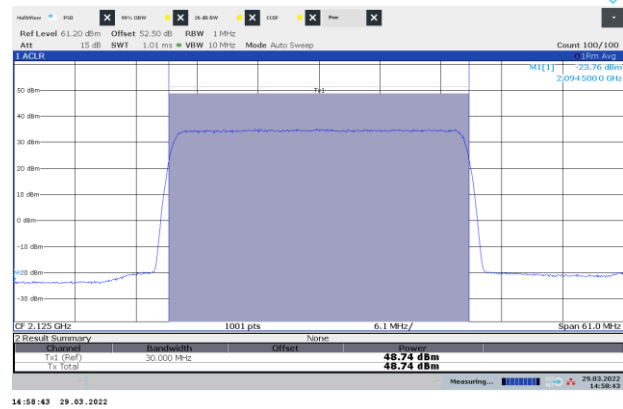 MultiView PSD 99% OBW 26-dB BW CCDF Pwr
Ref Level 61.20 dBm Offset 52.50 dB RBW 1 MHz
Att 15 dB SWT 1.01 ms VBW 10 MHz Mode Auto Sweep Count 100/100
1 ACLR 1Rm Avg
M1[1] -23.76 dBm
2.0945000 GHz
Tx1
50 dBm
40 dBm
30 dBm
20 dBm
10 dBm
0 dBm
-10 dBm
-30 dBm
CF 2.125 GHz 1001 pts 6.1 MHz/ Span 61.0 MHz
2 Result Summary None
Channel Bandwidth Offset Power
Tx1 (Ref) 30.000 MHz 48.74 dBm
Tx Total 48.74 dBm
Measuring... 29.03.2022
14:58:43
14:58:43 29.03.2022